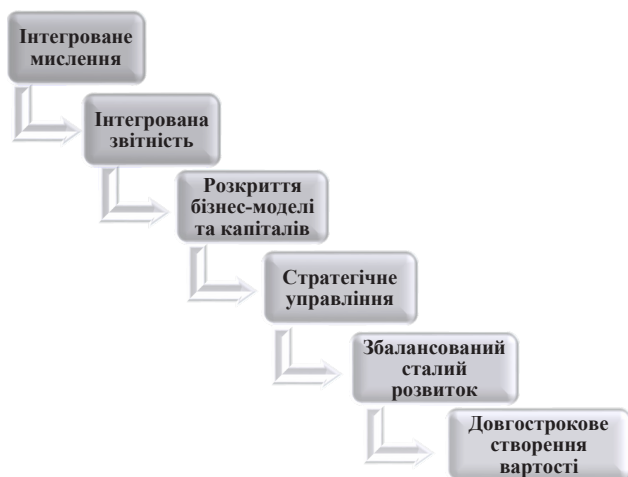 Інтегроване
мислення
Інтегрована
звітність
Розкриття
бізнес-моделі
та капіталів
Стратегічне
управління
Збалансований
сталий
розвиток
Довгострокове
створення
вартості